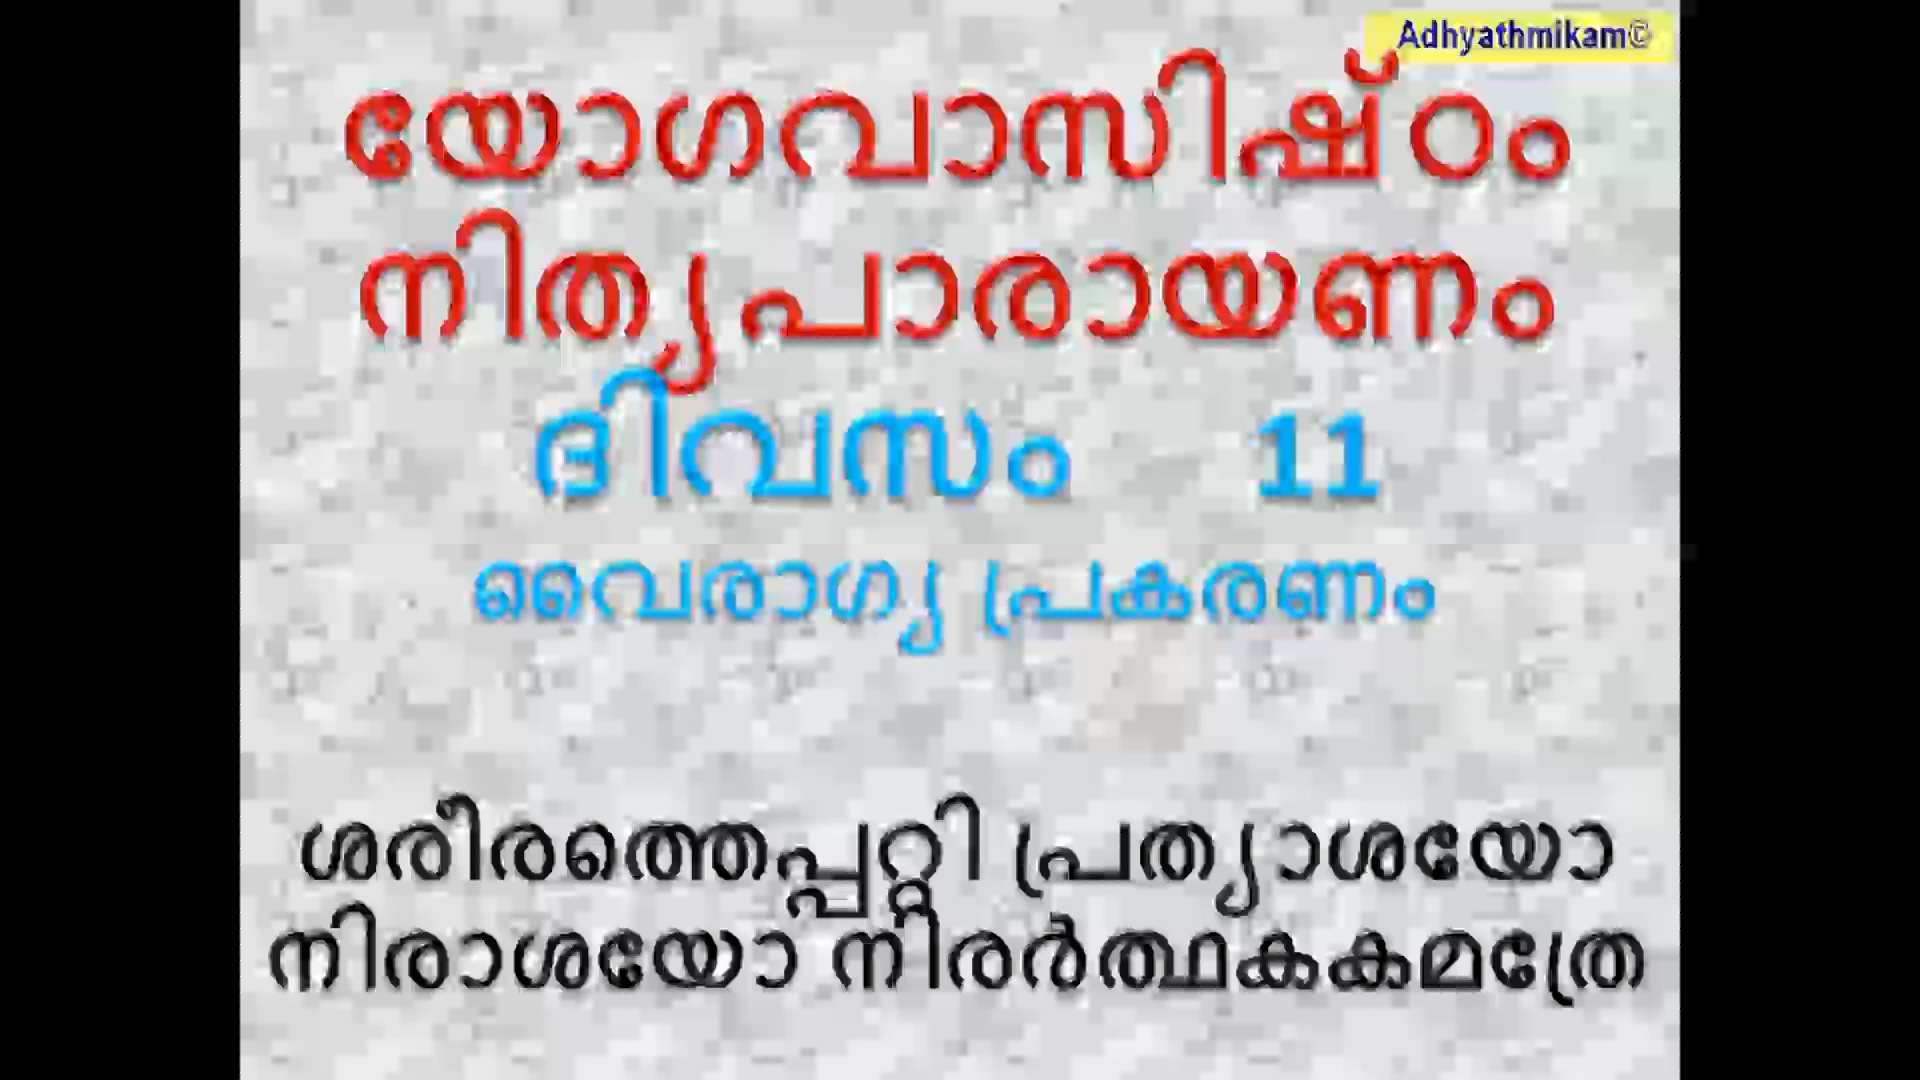 Adhyathmikam©
യോഗവാസിഷ്ഠം
നിത്യപാരായണം
ദിവസം 11
വൈരാഗ്യ പ്രകരണം
ശരീരത്തെപ്പറ്റി പ്രത്യാശയോ
നിരാശയോ നിരർത്ഥകകമത്രേ